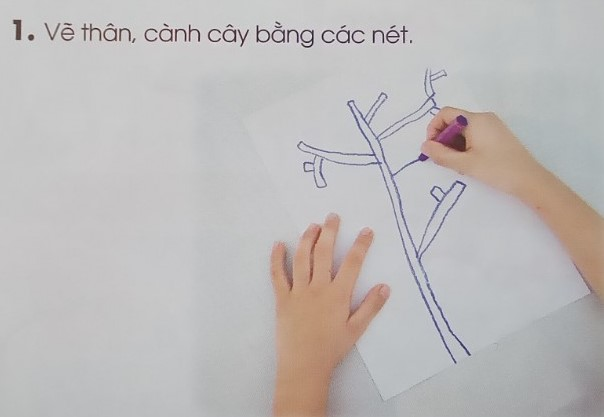 1. Vẽ thân, cành cây bằng các nét.